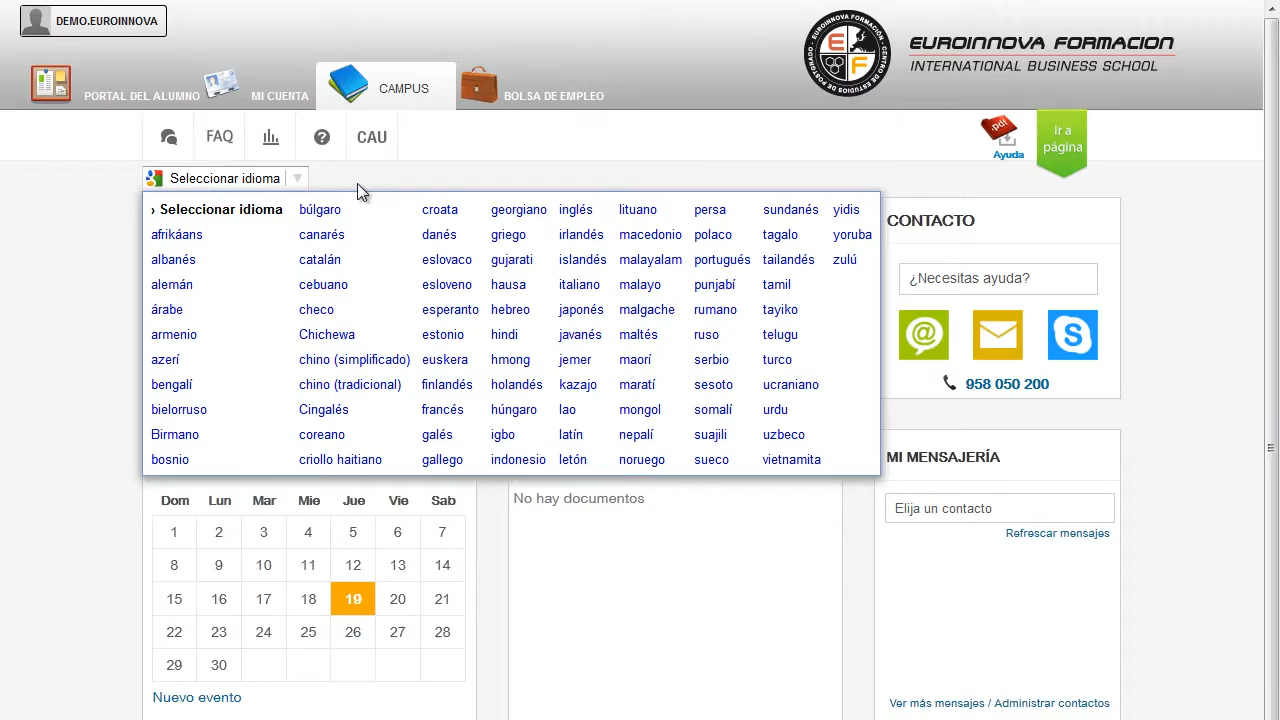 DEMO.EUROINNOVA
EUROINNOVA FORMACIÓN
CENTRO DE ESTUDIOS DE POSTGRADO
E
F
EUROINNOVA FORMACION
INTERNATIONAL BUSINESS SCHOOL
PORTAL DEL ALUMNO
MI CUENTA
CAMPUS
BOLSA DE EMPLEO
FAQ
?
CAU
.pdf
Ayuda
Ir a
página
Seleccionar idioma
› Seleccionar idioma búlgaro croata georgiano inglés lituano persa sundanés yidis
afrikáans canarés danés griego irlandés macedonio polaco tagalo yoruba
albanés catalán eslovaco gujarati islandés malayalam portugués tailandés zulú
alemán cebuano esloveno hausa italiano malayo punjabí tamil
árabe checo esperanto hebreo japonés malgache rumano tayiko
armenio Chichewa estonio hindi javanés maltés ruso telugu
azerí chino (simplificado) euskera hmong jemer maorí serbio turco
bengalí chino (tradicional) finlandés holandés kazajo maratí sesoto ucraniano
bielorruso Cingalés francés húngaro lao mongol somalí urdu
Birmano coreano galés igbo latín nepalí suajili uzbeco
bosnio criollo haitiano gallego indonesio letón noruego sueco vietnamita
CONTACTO
¿Necesitas ayuda?
@
S
958 050 200
MI MENSAJERÍA
Elija un contacto
Refrescar mensajes
Ver más mensajes / Administrar contactos
Dom Lun Mar Mie Jue Vie Sab
1 2 3 4 5 6 7
8 9 10 11 12 13 14
15 16 17 18 19 20 21
22 23 24 25 26 27 28
29 30
Nuevo evento
No hay documentos